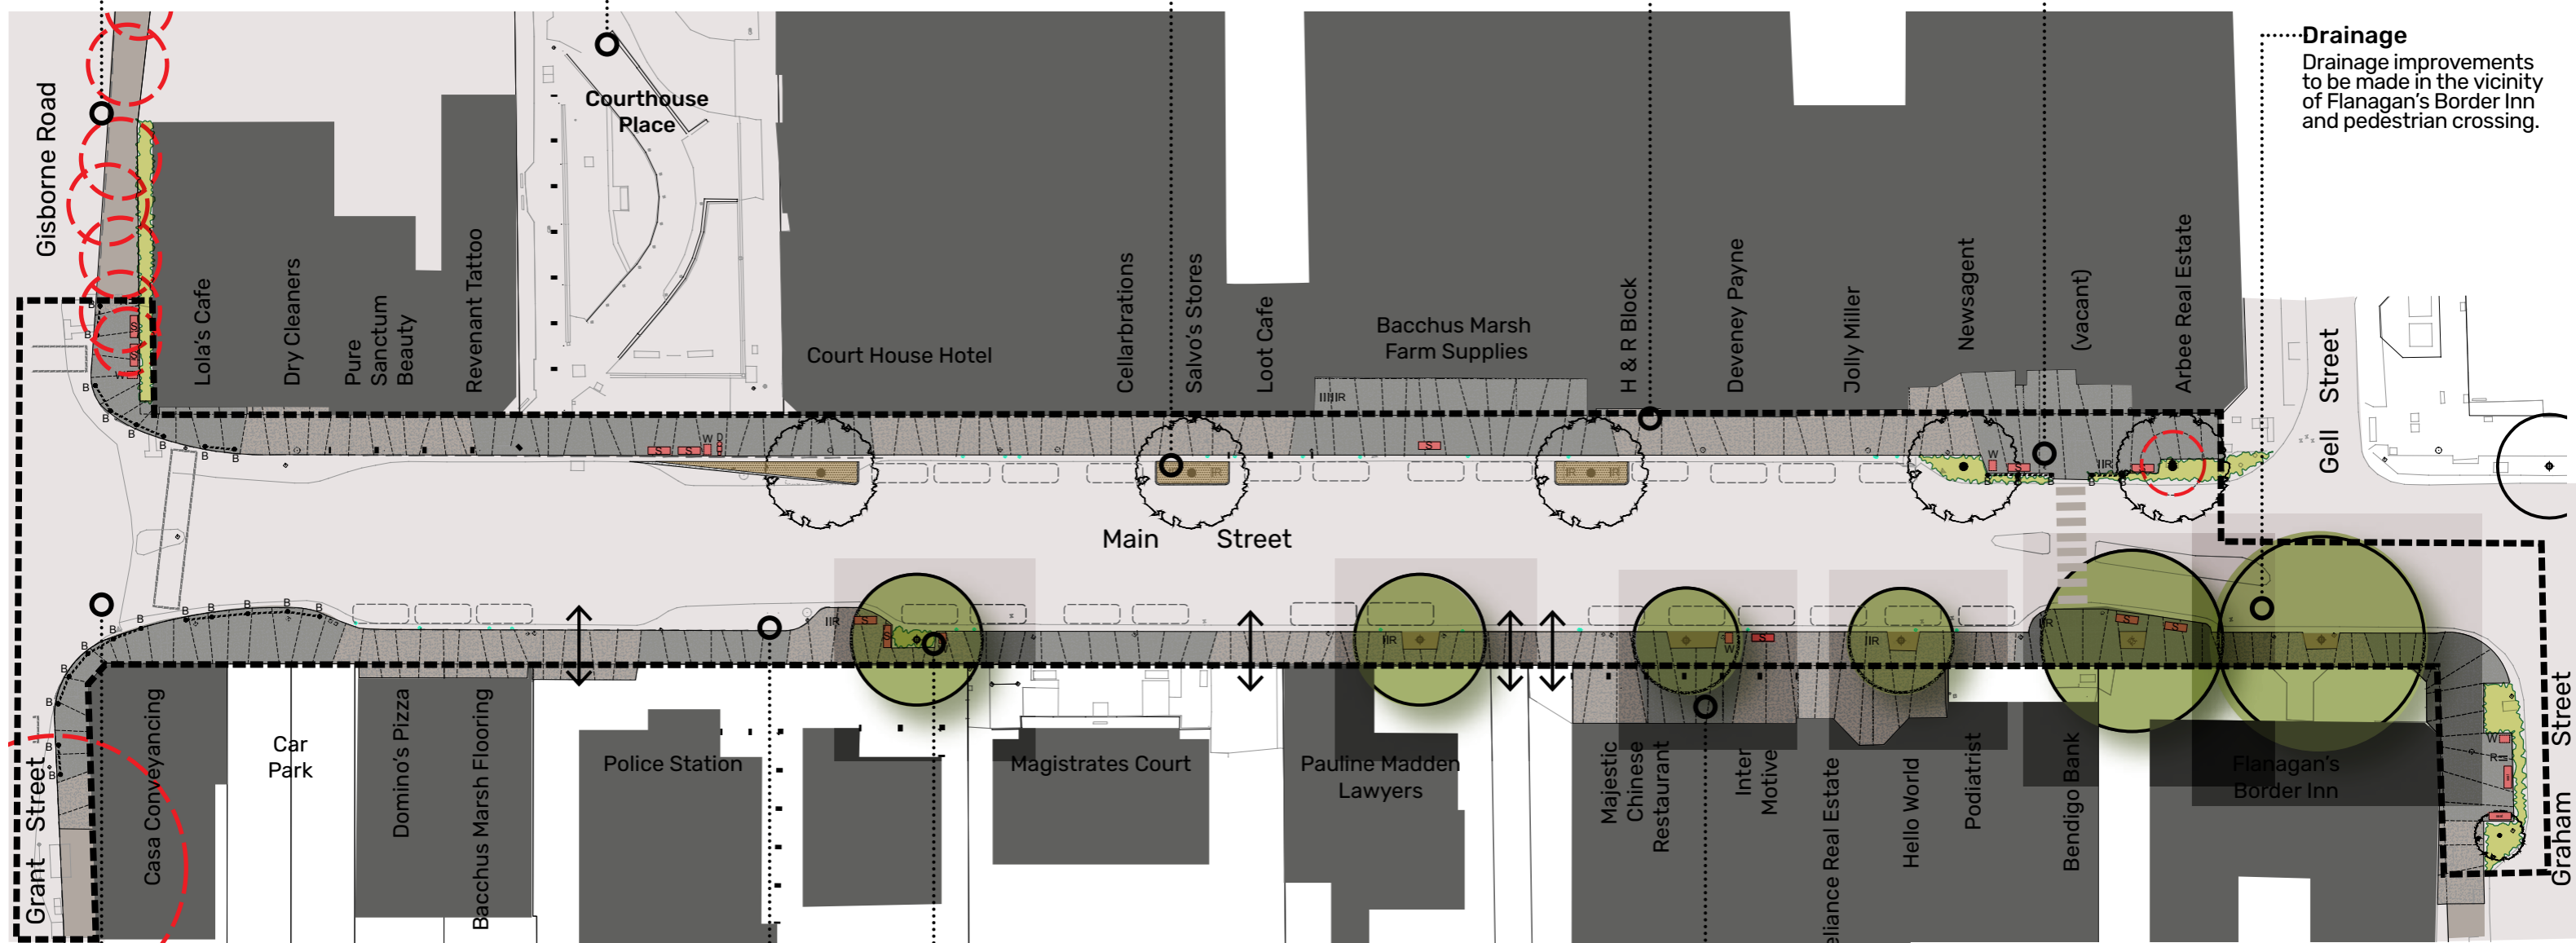 Drainage
Drainage improvements
to be made in the vicinity
of Flanagan's Border Inn
and pedestrian crossing.
Gisborne Road
Courthouse
Place
Lola's Cafe
Dry Cleaners
Pure
Sanctum
Beauty
Revenant Tattoo
Court House Hotel
Cellarbrations
Salvo's Stores
Loot Cafe
Bacchus Marsh
Farm Supplies
H & R Block
Deveney Payne
Jolly Miller
Newsagent
(vacant)
Arbee Real Estate
Gell Street
Main Street
Grant Street
Casa Conveyancing
Car
Park
Domino's Pizza
Bacchus Marsh Flooring
Police Station
Magistrates Court
Pauline Madden
Lawyers
Majestic
Chinese
Restaurant
Inter
Motive
eliance Real Estate
Hello World
Podiatrist
Bendigo Bank
Flanagan's
Border Inn
Graham Street